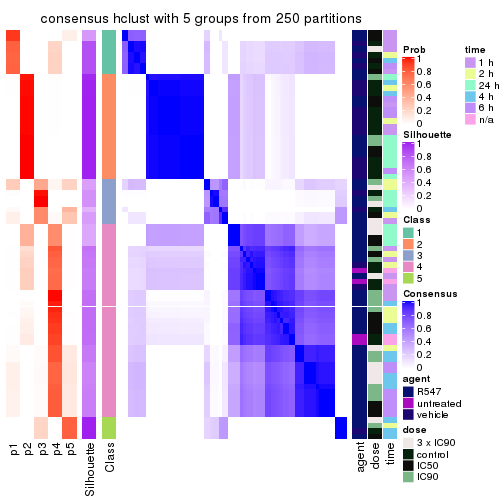 consensus hclust with 5 groups from 250 partitions
Prob
1
0.8
0.6
0.4
0.2
0
time
1 h
2 h
24 h
4 h
6 h
n/a
Silhouette
1
0.8
0.6
0.4
0.2
0
Class
1
2
3
4
5
Consensus
1
0.8
0.6
0.4
0.2
0
agent
R547
untreated
vehicle
dose
3 x IC90
control
IC50
IC90
p1
p2
p3
p4
p5
Silhouette
Class
agent
dose
time